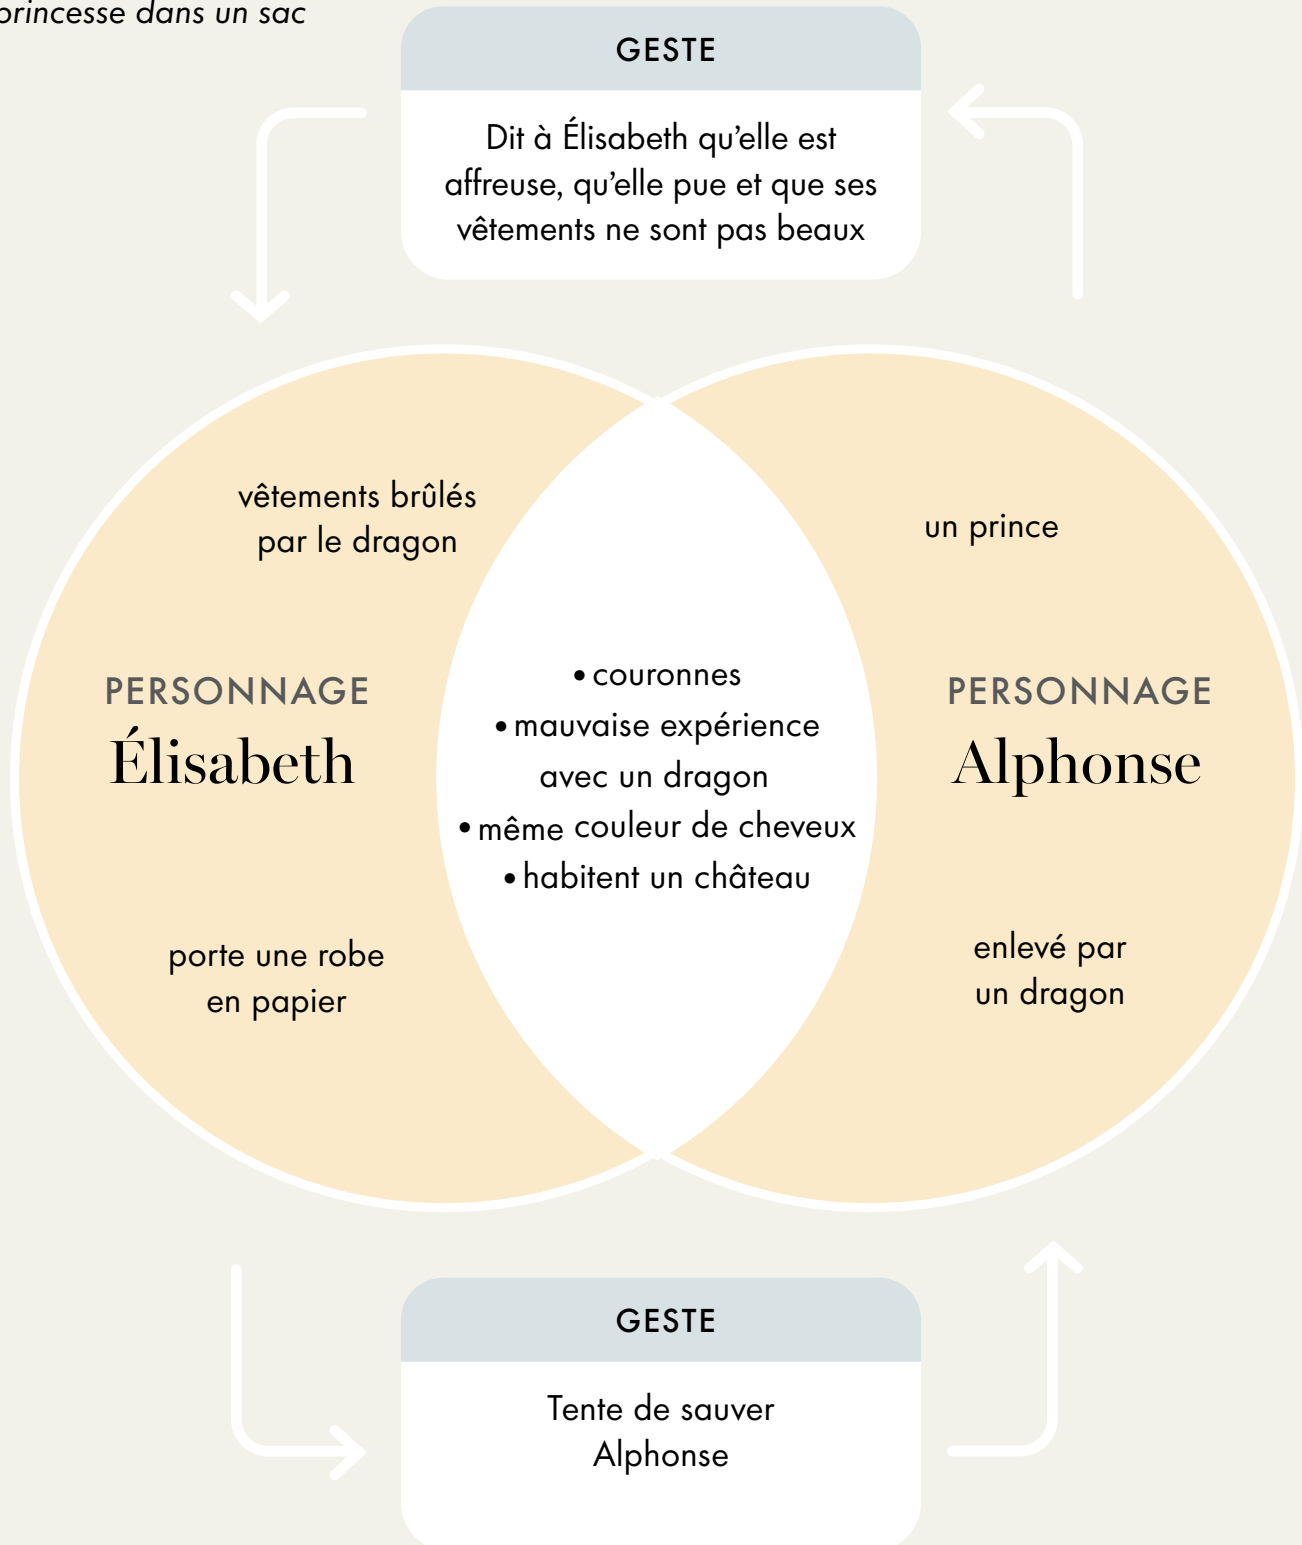 princesse dans un sac
GESTE
Dit à Élisabeth qu’elle est
affreuse, qu’elle pue et que ses
vêtements ne sont pas beaux
vêtements brûlés
par le dragon
PERSONNAGE
Élisabeth
porte une robe
en papier
• couronnes
• mauvaise expérience
avec un dragon
• même couleur de cheveux
• habitent un château
un prince
PERSONNAGE
Alphonse
enlevé par
un dragon
GESTE
Tente de sauver
Alphonse